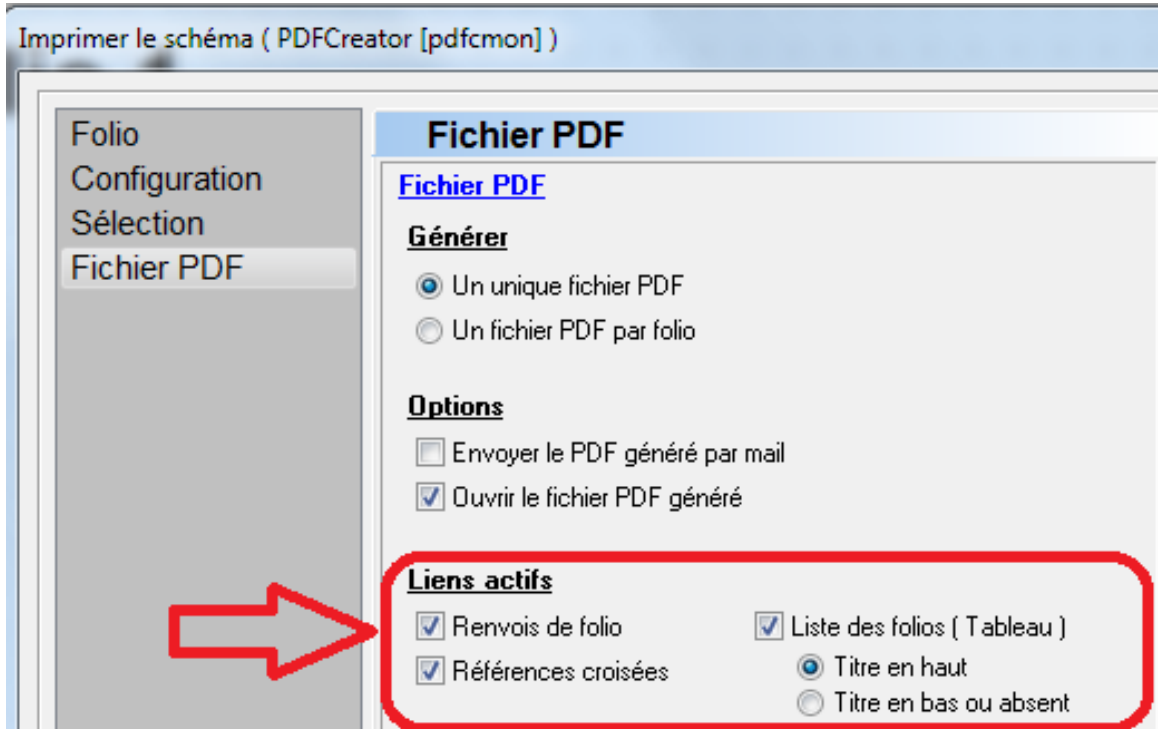 Imprimer le schéma ( PDFCreator [pdfcmon] )
Folio
Configuration
Sélection
Fichier PDF
Fichier PDF
Fichier PDF
Générer
Un unique fichier PDF
Un fichier PDF par folio
Options
Envoyer le PDF généré par mail
Ouvrir le fichier PDF généré
Liens actifs
Renvois de folio
Liste des folios ( Tableau )
Références croisées
Titre en haut
Titre en bas ou absent